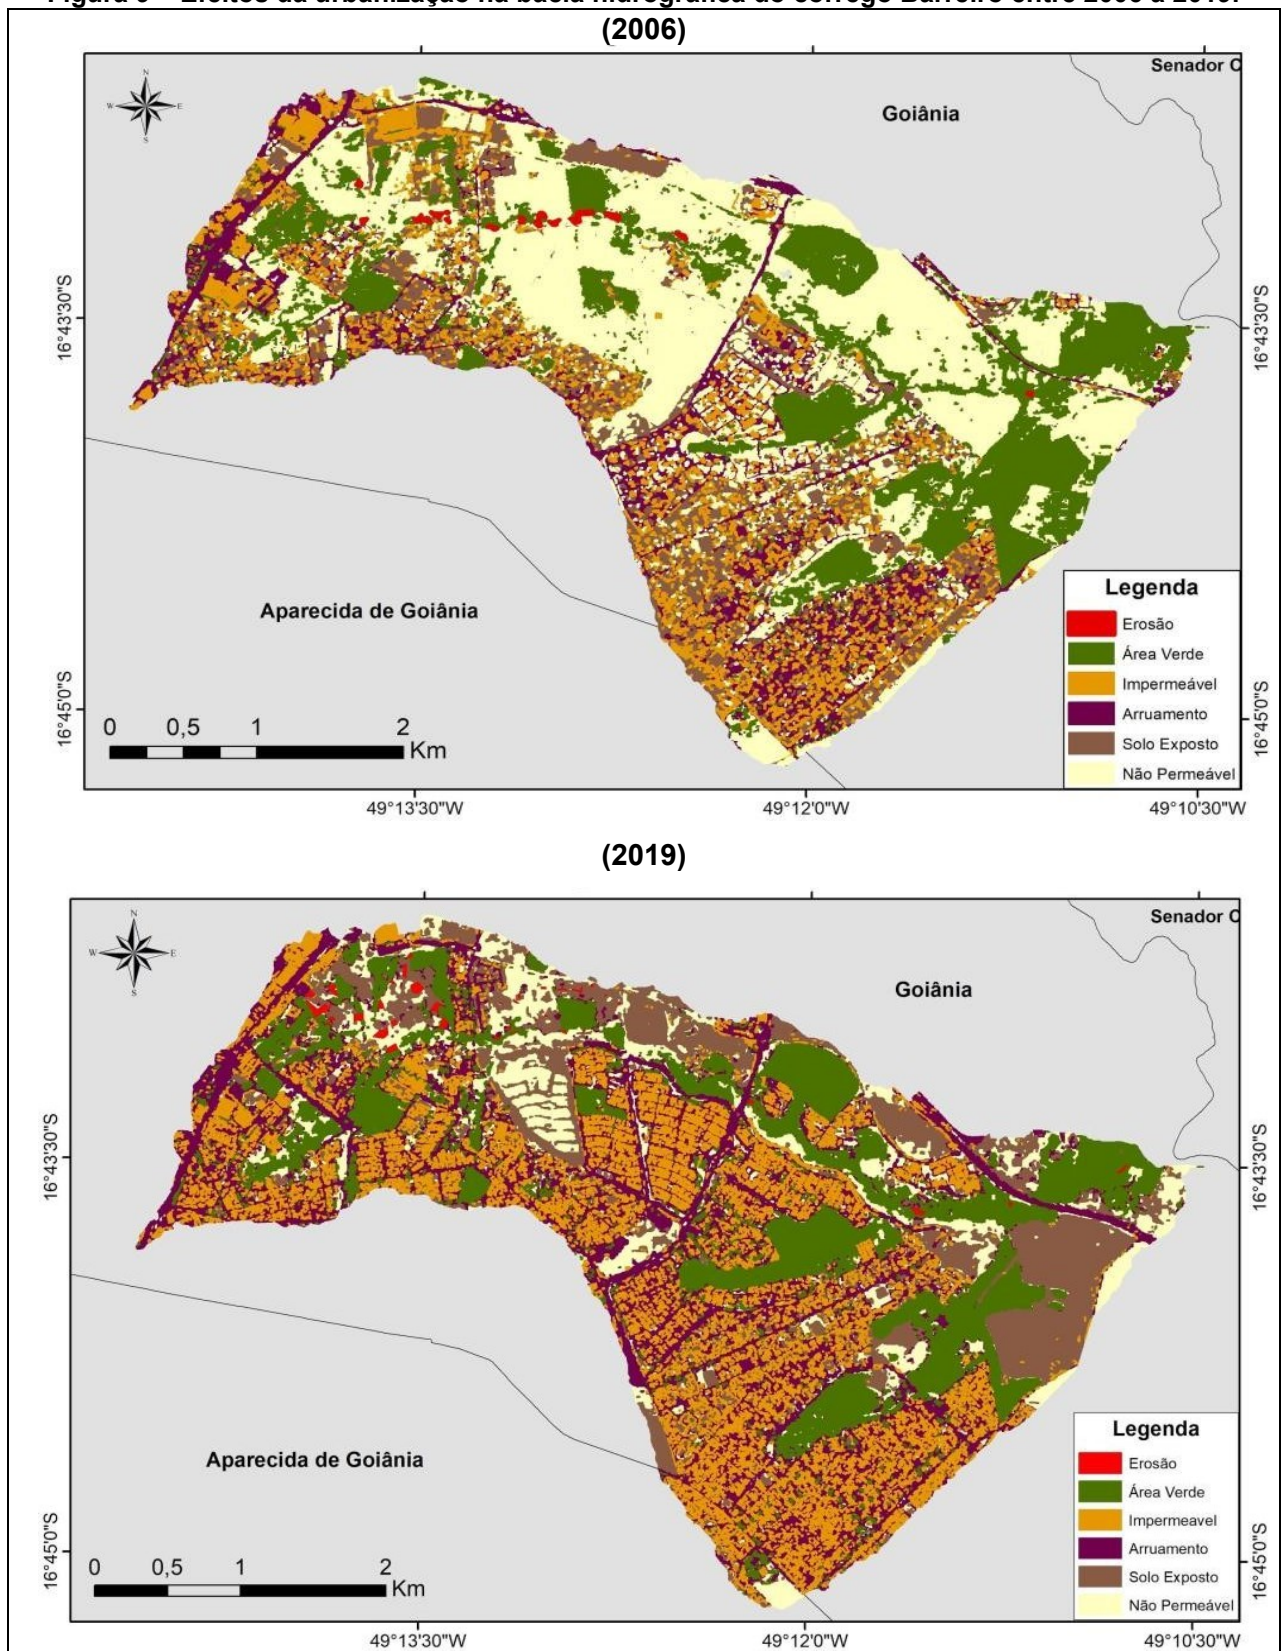 (2006)
N
W E
S
Senador C
Goiânia
16°43'30"S
16°43'30"S
Aparecida de Goiânia
Legenda
Erosão
Área Verde
Impermeável
Arruamento
Solo Exposto
Não Permeável
16°45'0"S
16°45'0"S
0 0,5 1 2
Km
49°13'30"W 49°12'0"W 49°10'30"W
(2019)
N
W E
S
Senador C
Goiânia
16°43'30"S
16°43'30"S
Aparecida de Goiânia
Legenda
Erosão
Área Verde
Impermeavel
Arruamento
Solo Exposto
Não Permeável
16°45'0"S
16°45'0"S
0 0,5 1 2
Km
49°13'30"W 49°12'0"W 49°10'30"W